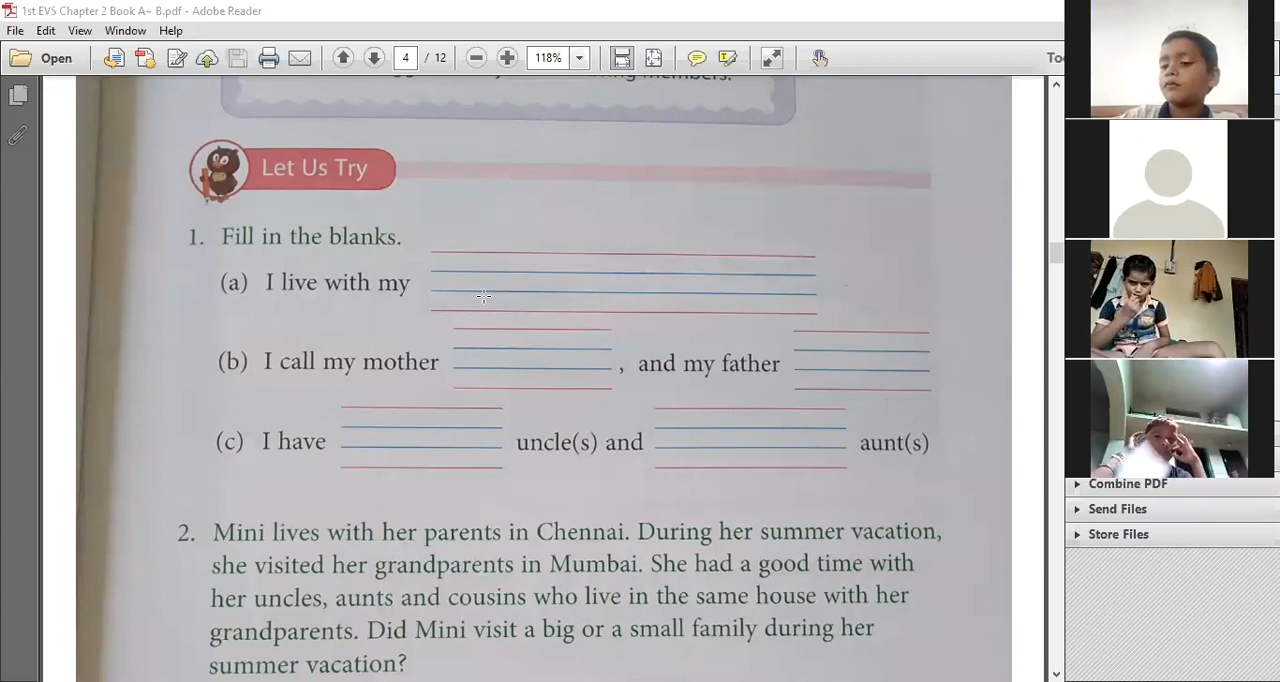 1st EVS Chapter 2 Book A+ B.pdf - Adobe Reader
File Edit View Window Help
Open 4 / 12 118%
members.
Let Us Try
1. Fill in the blanks.
(a) I live with my
(b) I call my mother , and my father
(c) I have uncle(s) and aunt(s)
2. Mini lives with her parents in Chennai. During her summer vacation,
she visited her grandparents in Mumbai. She had a good time with
her uncles, aunts and cousins who live in the same house with her
grandparents. Did Mini visit a big or a small family during her
summer vacation?
Combine PDF
Send Files
Store Files